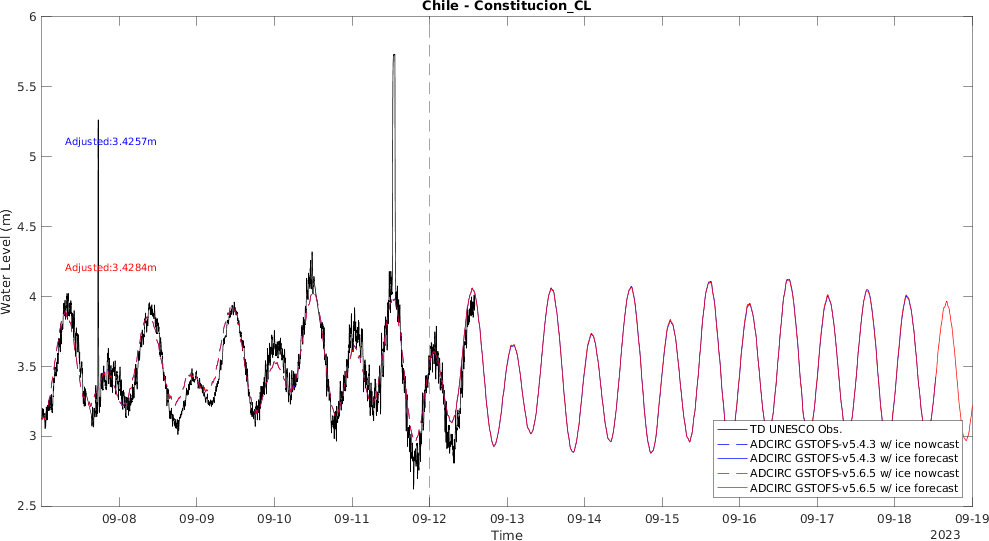 Chile - Constitucion_CL
6
5.5
5
4.5
4
3.5
3
2.5
Water Level (m)
Adjusted:3.4257m
Adjusted:3.4284m
TD UNESCO Obs.
ADCIRC GSTOFS-v5.4.3 w/ ice nowcast
ADCIRC GSTOFS-v5.4.3 w/ ice forecast
ADCIRC GSTOFS-v5.6.5 w/ ice nowcast
ADCIRC GSTOFS-v5.6.5 w/ ice forecast
09-08 09-09 09-10 09-11 09-12 09-13 09-14 09-15 09-16 09-17 09-18 09-19
Time
2023